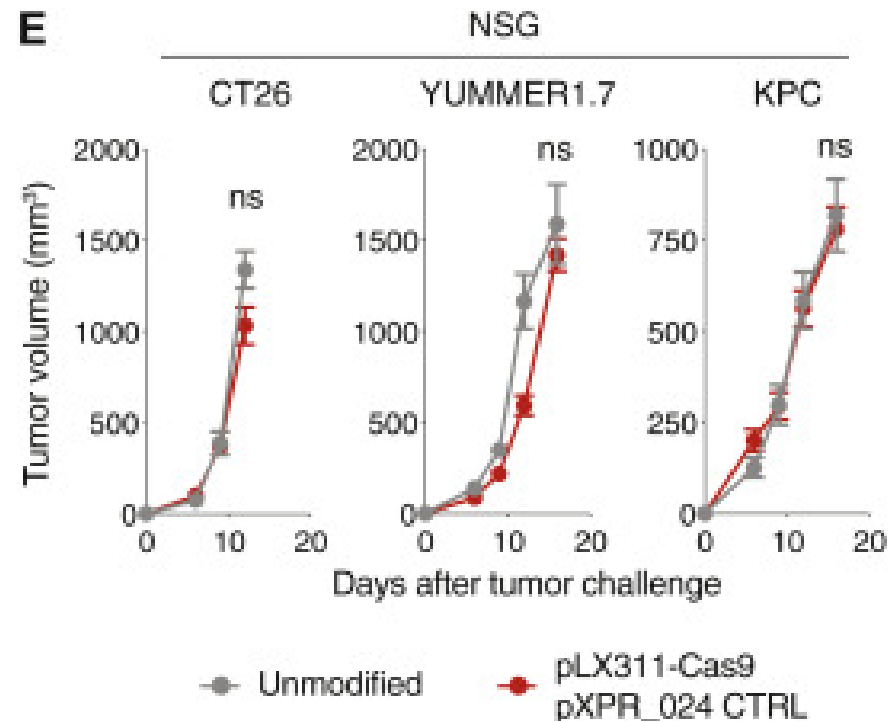 E
NSG
CT26 YUMMER1.7 KPC
Tumor volume (mm³)
2000 2000 1000
ns ns ns
1500 1500 750
1000 1000 500
500 500 250
0 0 0
0 10 20 0 10 20 0 10 20
Days after tumor challenge
Unmodified
pLX311-Cas9
pXPR_024 CTRL